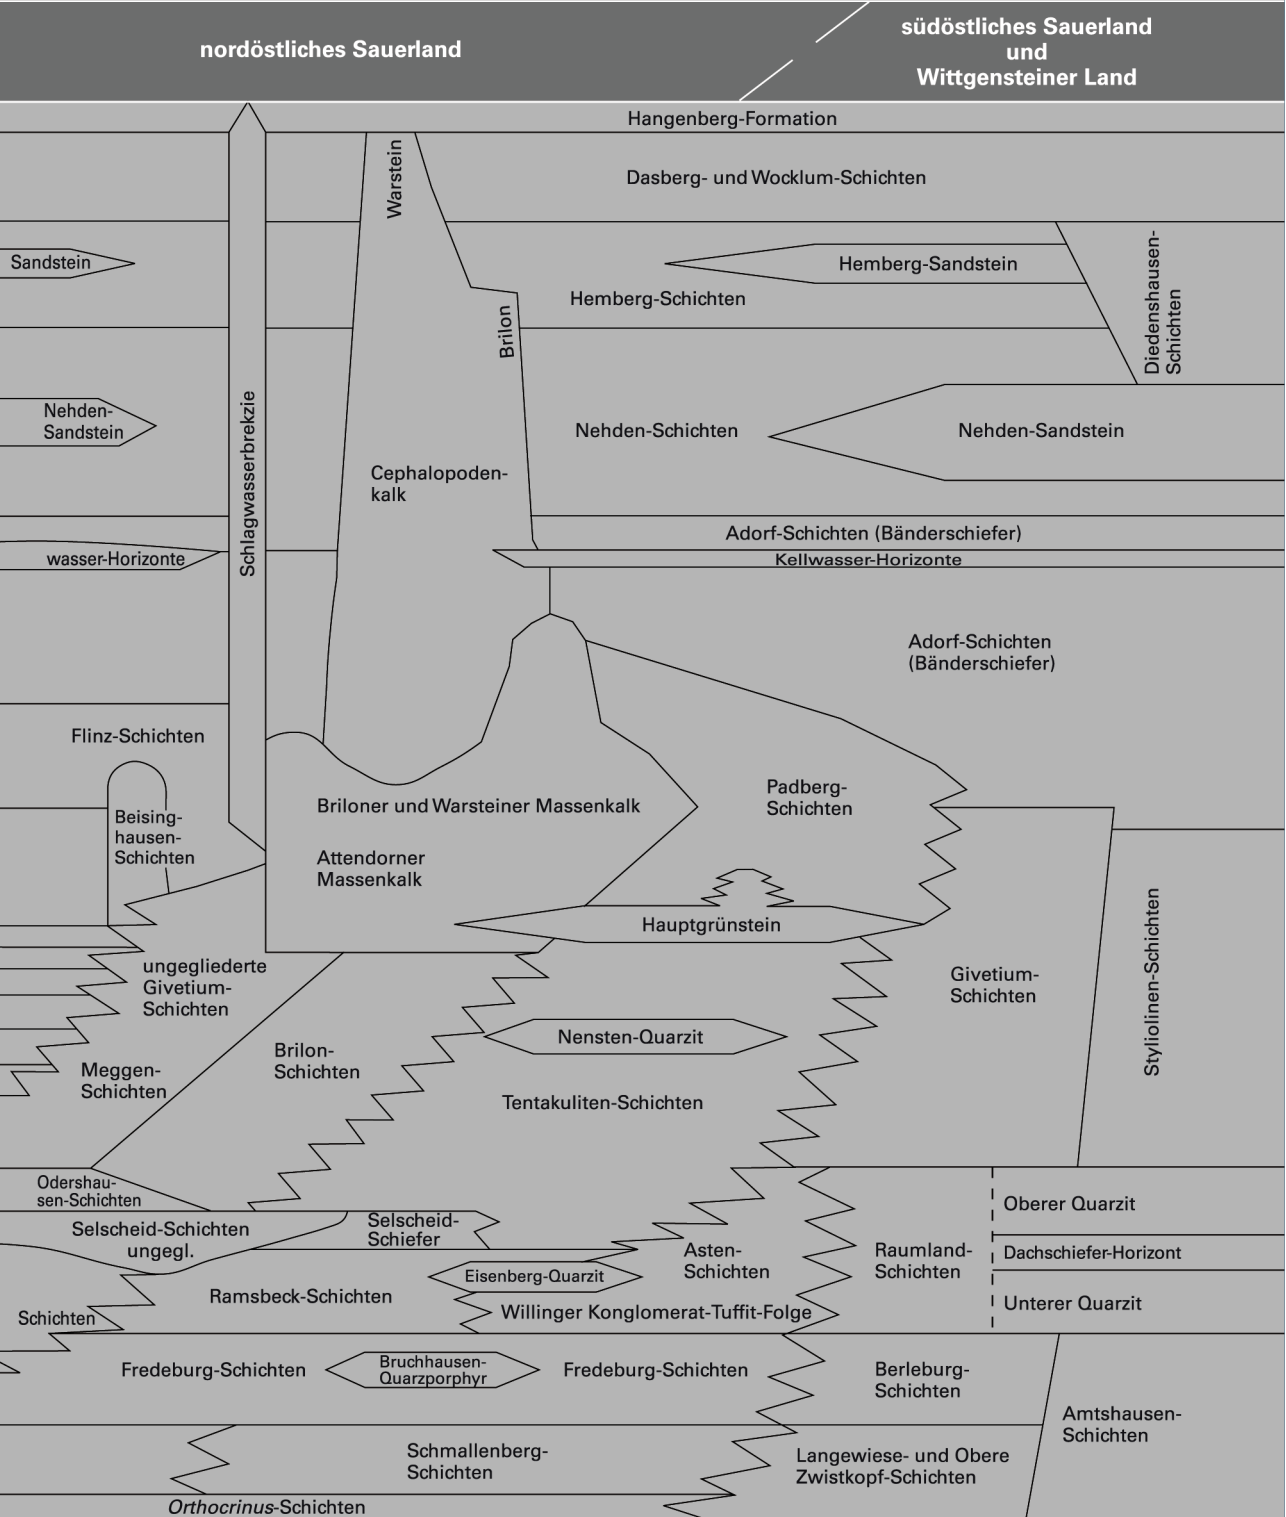 nordöstliches Sauerland
südöstliches Sauerland
und
Wittgensteiner Land
Hangenberg-Formation
Warstein
Dasberg- und Wocklum-Schichten
Sandstein
Hemberg-Sandstein
Hemberg-Schichten
Diedenshausen-
Schichten
Brilon
Schlagwasserbrekzie
Nehden-
Sandstein
Nehden-Schichten
Nehden-Sandstein
Cephalopoden-
kalk
Adorf-Schichten (Bänderschiefer)
wasser-Horizonte
Kellwasser-Horizonte
Adorf-Schichten
(Bänderschiefer)
Flinz-Schichten
Beising-
hausen-
Schichten
Briloner und Warsteiner Massenkalk
Attendorner
Massenkalk
Padberg-
Schichten
Hauptgrünstein
ungegliederte
Givetium-
Schichten
Givetium-
Schichten
Styliolinen-Schichten
Nensten-Quarzit
Brilon-
Schichten
Meggen-
Schichten
Tentakuliten-Schichten
Odershau-
sen-Schichten
Selscheid-Schichten
ungegl.
Selscheid-
Schiefer
Asten-
Schichten
Raumland-
Schichten
Oberer Quarzit
Dachschiefer-Horizont
Unterer Quarzit
Eisenberg-Quarzit
Ramsbeck-Schichten
Willinger Konglomerat-Tuffit-Folge
Schichten
Fredeburg-Schichten
Bruchhausen-
Quarzporphyr
Fredeburg-Schichten
Berleburg-
Schichten
Amtshausen-
Schichten
Schmallenberg-
Schichten
Langewiese- und Obere
Zwistkopf-Schichten
Orthocrinus-Schichten